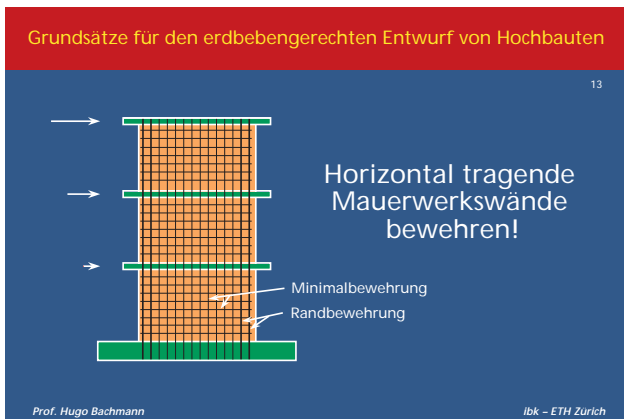 Grundsätze für den erdbebengerechten Entwurf von Hochbauten
13
Horizontal tragende
Mauerwerkswände
bewehren!
Minimalbewehrung
Randbewehrung
Prof. Hugo Bachmann
ibk – ETH Zürich